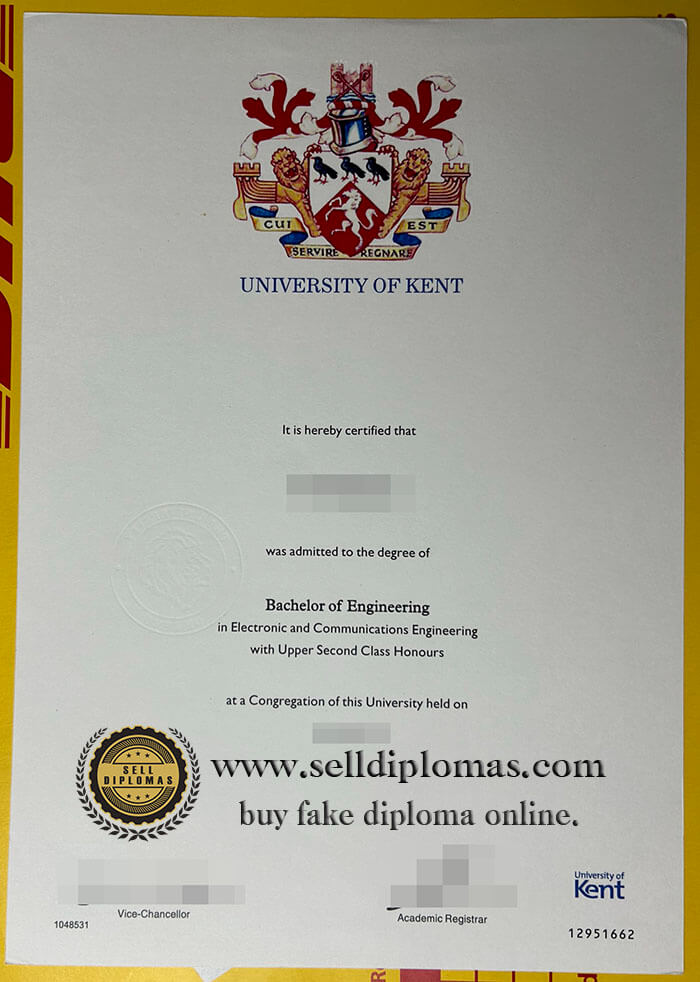 CUI EST
SERVIRE REGNARE
UNIVERSITY OF KENT
It is hereby certified that
was admitted to the degree of
Bachelor of Engineering
in Electronic and Communications Engineering
with Upper Second Class Honours
at a Congregation of this University held on
SELL
DIPLOMAS
www.selldiplomas.com
buy fake diploma online.
Vice-Chancellor
Academic Registrar
University of
Kent
1048531
12951662